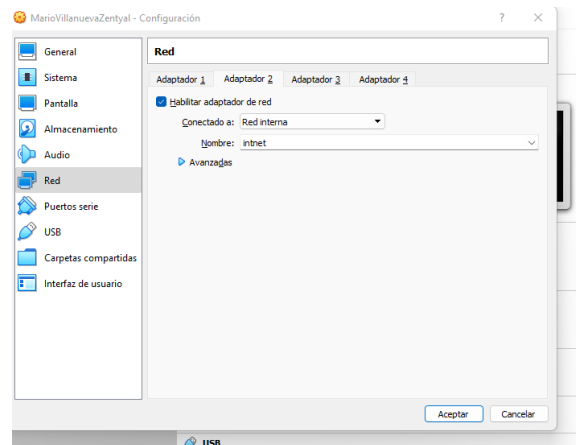 MarioVillanuevaZentyal - Configuración
? ×
General
Sistema
Pantalla
Almacenamiento
Audio
Red
Puertos serie
USB
Carpetas compartidas
Interfaz de usuario
Red
Adaptador 1 Adaptador 2 Adaptador 3 Adaptador 4
Habilitar adaptador de red
Conectado a: Red interna
Nombre: intnet
Avanzadas
Aceptar Cancelar
USB